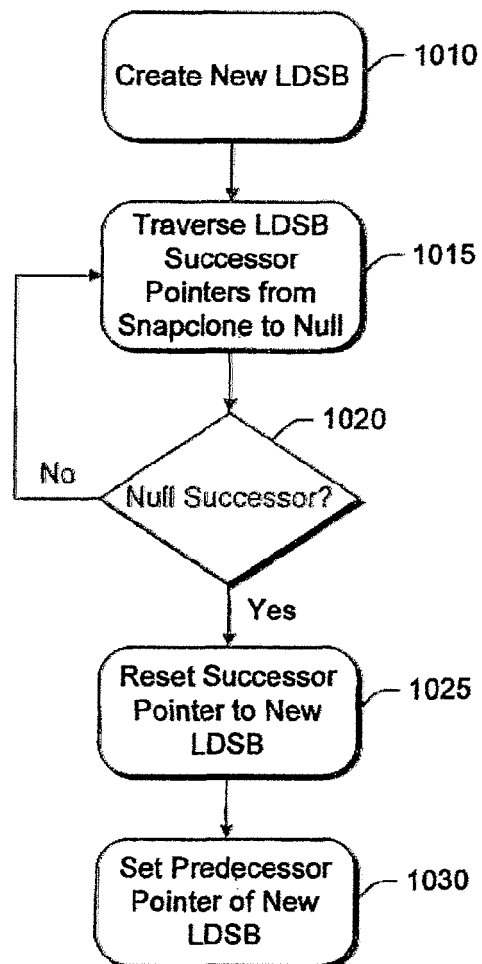 Create New LDSB
1010
Traverse LDSB
Successor
Pointers from
Snapclone to Null
1015
1020
No
Null Successor?
Yes
Reset Successor
Pointer to New
LDSB
1025
Set Predecessor
Pointer of New
LDSB
1030